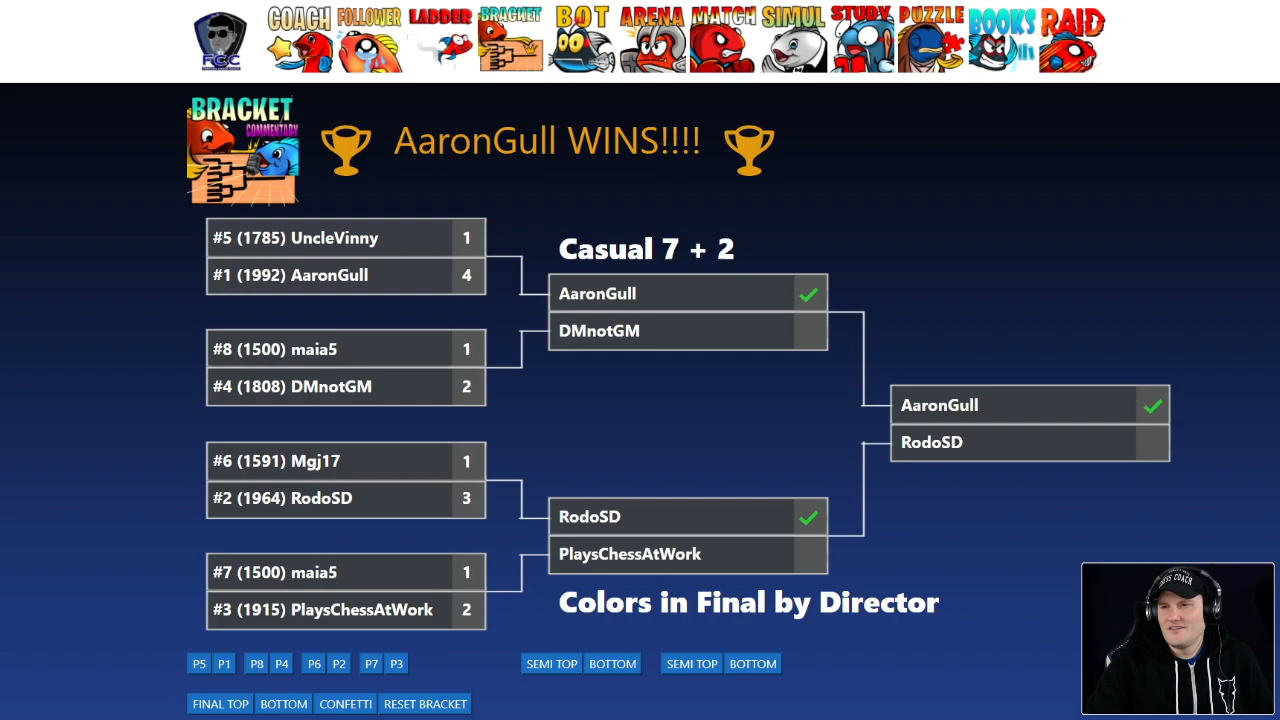 FCC
COACH
FOLLOWER
LADDER
BRACKET
BOT
ARENA
MATCH
SIMUL
STUDY
PUZZLE
BOOKS
RAID
BRACKET
COMMENTARY
AaronGull WINS!!!!
#5 (1785) UncleVinny 1
#1 (1992) AaronGull 4
#8 (1500) maia5 1
#4 (1808) DMnotGM 2
#6 (1591) Mgj17 1
#2 (1964) RodoSD 3
#7 (1500) maia5 1
#3 (1915) PlaysChessAtWork 2
Casual 7 + 2
AaronGull
DMnotGM
RodoSD
PlaysChessAtWork
Colors in Final by Director
AaronGull
RodoSD
P5 P1 P8 P4 P6 P2 P7 P3 SEMI TOP BOTTOM SEMI TOP BOTTOM
FINAL TOP BOTTOM CONFETTI RESET BRACKET
CHESS COACH